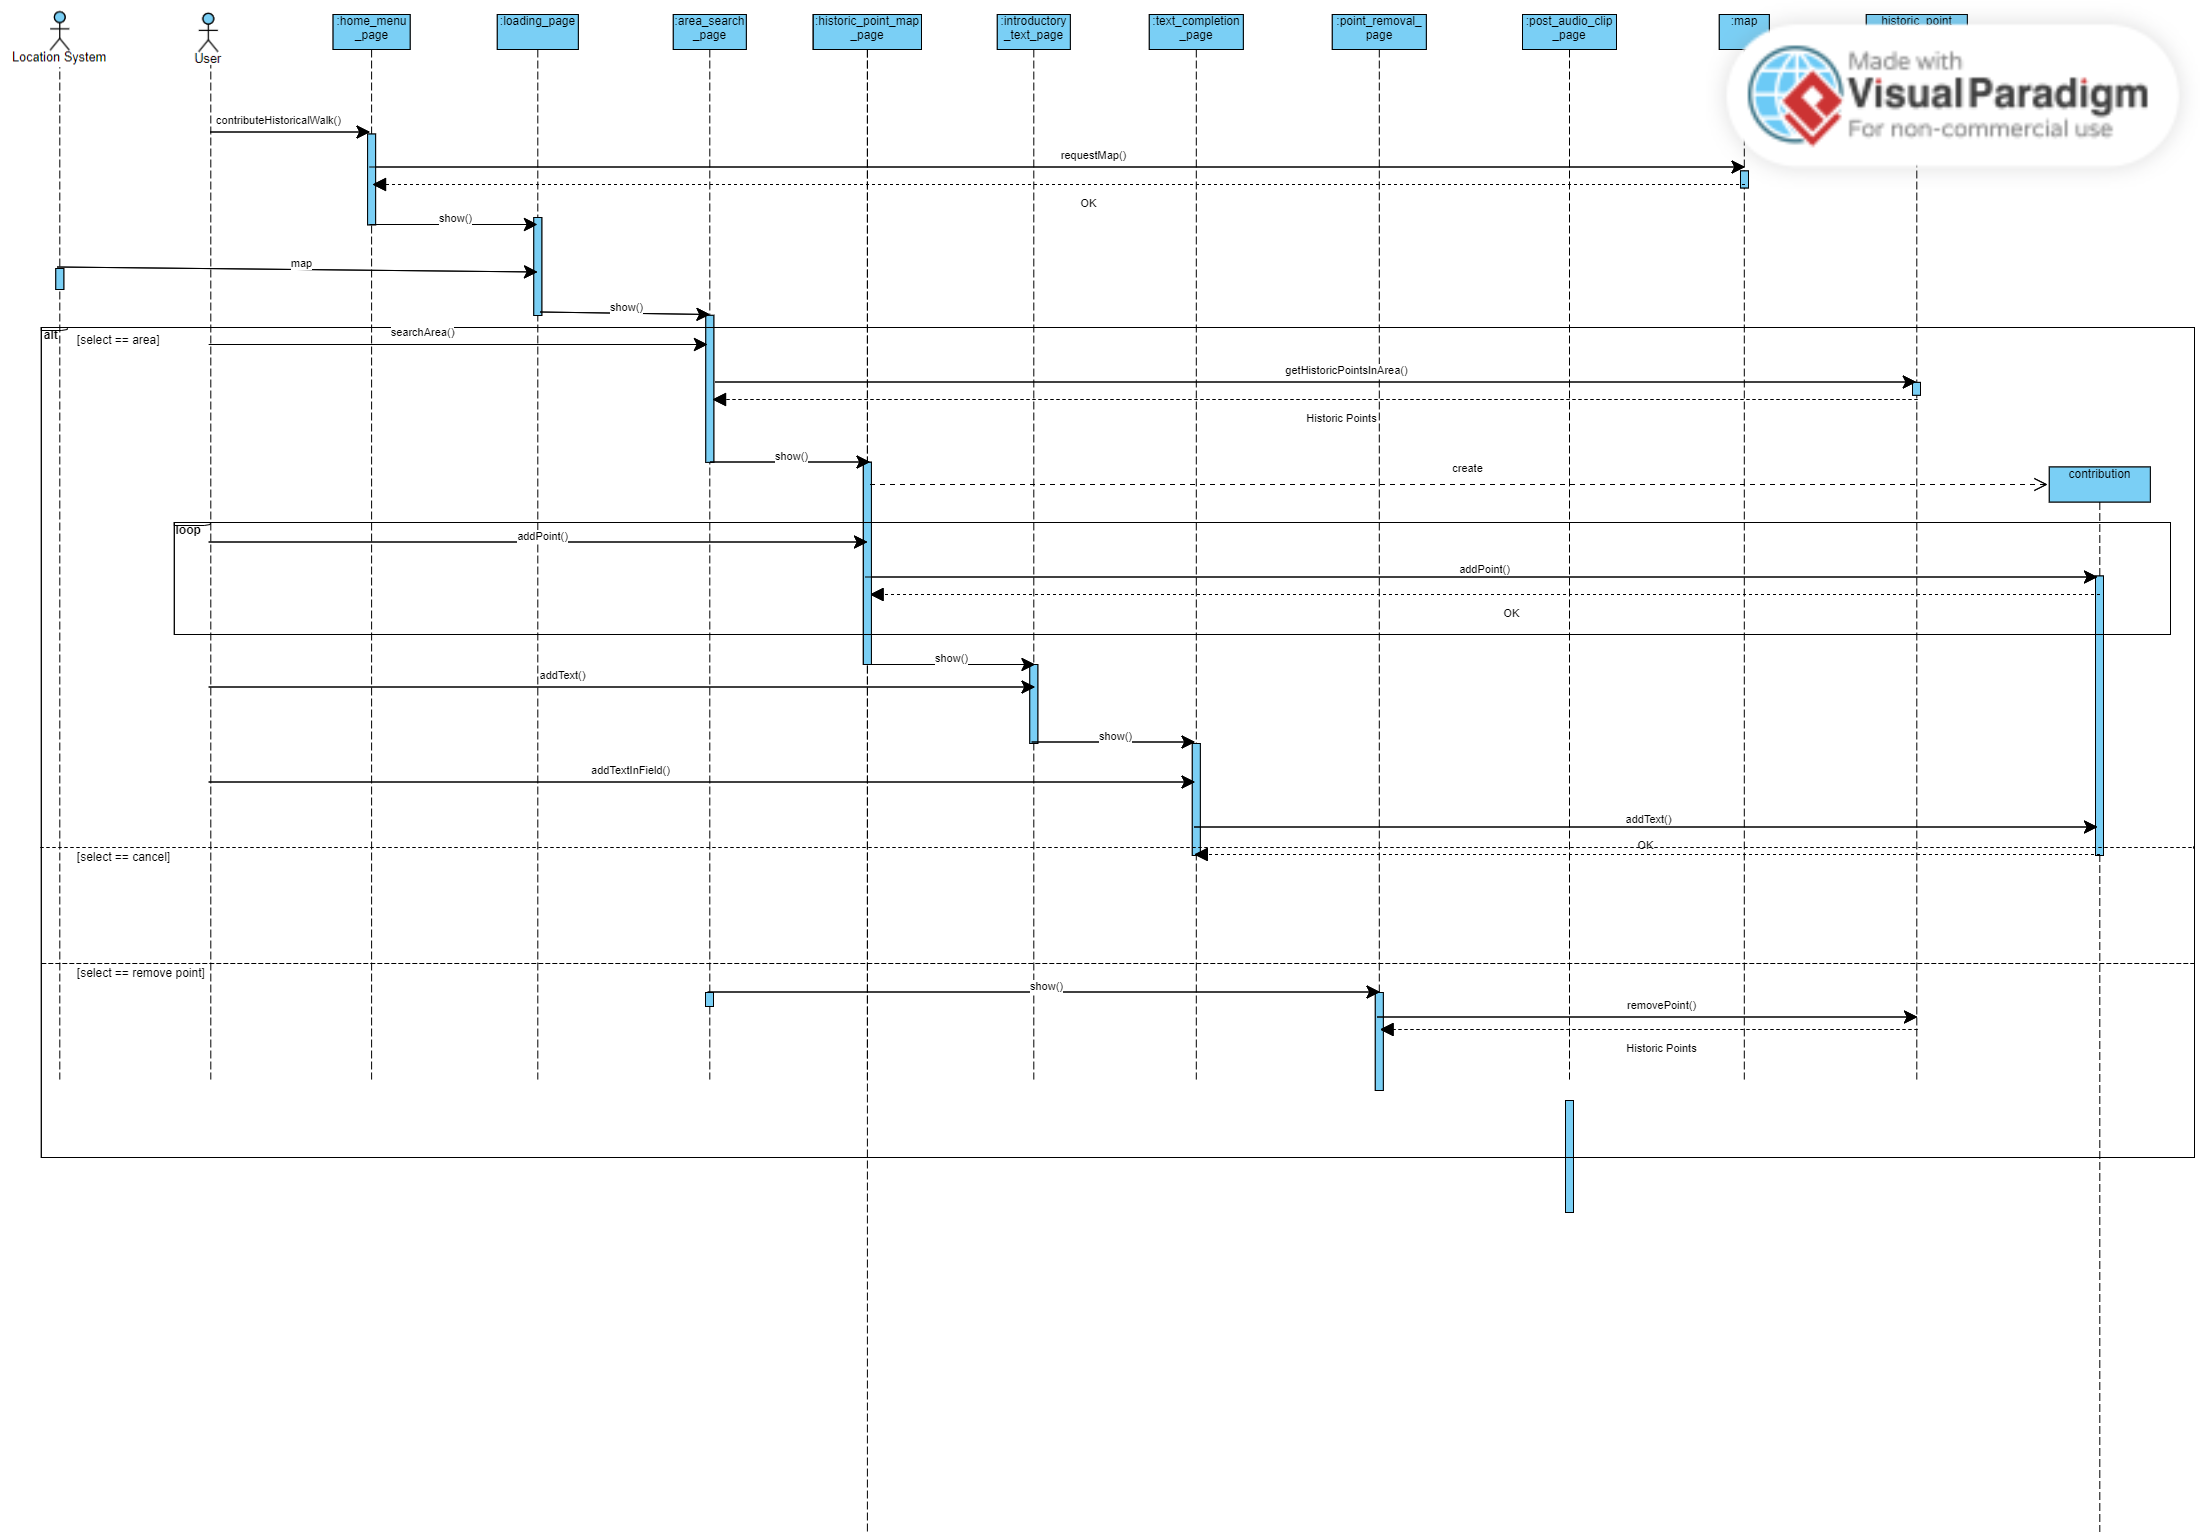 Location System
User
:home_menu
_page
:loading_page
:area_search
_page
:historic_point_map
_page
:introductory
_text_page
:text_completion
_page
:point_removal_
page
:post_audio_clip
_page
:map
historic_point
Made with
Visual Paradigm
For non-commercial use
contributeHistoricalWalk()
requestMap()
OK
show()
map
show()
alt
[select == area]
searchArea()
getHistoricPointsInArea()
Historic Points
show()
create
contribution
loop
addPoint()
addPoint()
OK
show()
addText()
show()
addTextInField()
addText()
OK
[select == cancel]
[select == remove point]
show()
removePoint()
Historic Points